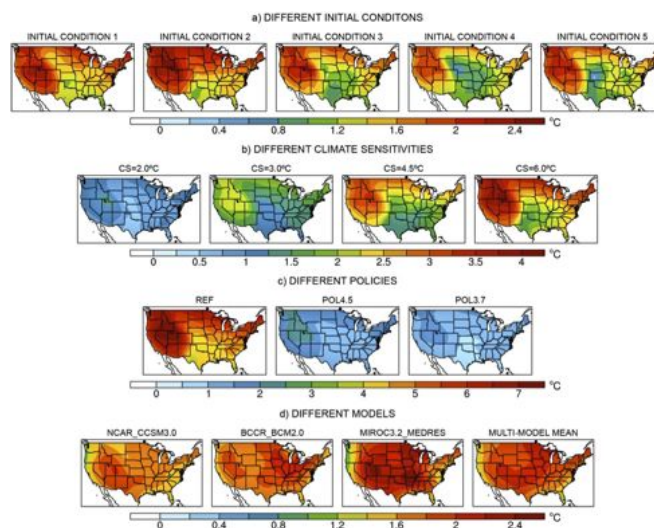 a) DIFFERENT INITIAL CONDITONS
INITIAL CONDITION 1 INITIAL CONDITION 2 INITIAL CONDITION 3 INITIAL CONDITION 4 INITIAL CONDITION 5
0 0.4 0.8 1.2 1.6 2 2.4 °C
b) DIFFERENT CLIMATE SENSITIVITIES
CS=2.0ºC CS=3.0ºC CS=4.5ºC CS=6.0ºC
0 0.5 1 1.5 2 2.5 3 3.5 4 °C
c) DIFFERENT POLICIES
REF POL4.5 POL3.7
0 1 2 3 4 5 6 7 °C
d) DIFFERENT MODELS
NCAR_CCSM3.0 BCCR_BCM2.0 MIROC3.2_MEDRES MULTI-MODEL MEAN
0 0.4 0.8 1.2 1.6 2 2.4 °C